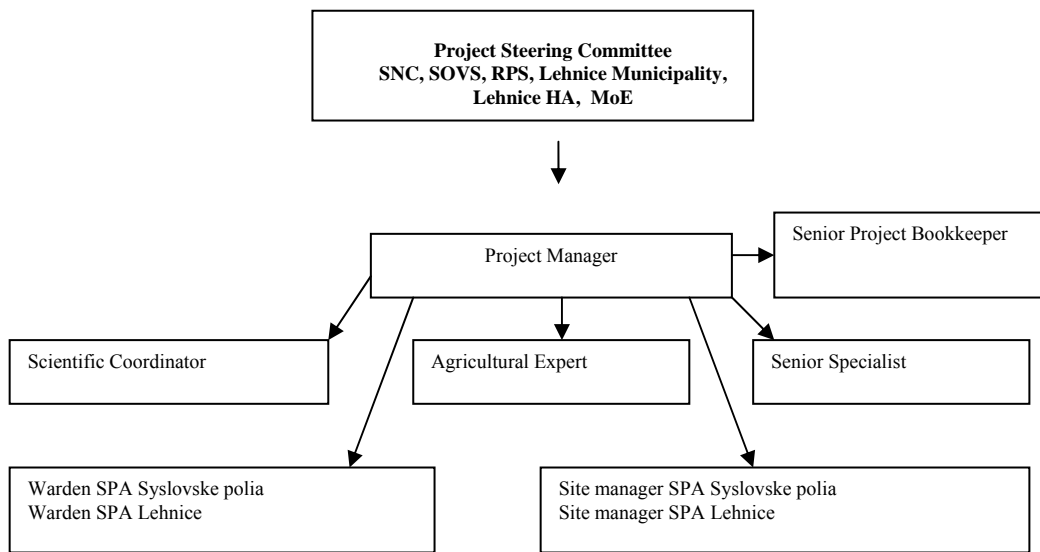 Project Steering Committee
SNC, SOVS, RPS, Lehnice Municipality,
Lehnice HA, MoE
Senior Project Bookkeeper
Project Manager
Scientific Coordinator
Agricultural Expert
Senior Specialist
Warden SPA Syslovske polia
Warden SPA Lehnice
Site manager SPA Syslovske polia
Site manager SPA Lehnice